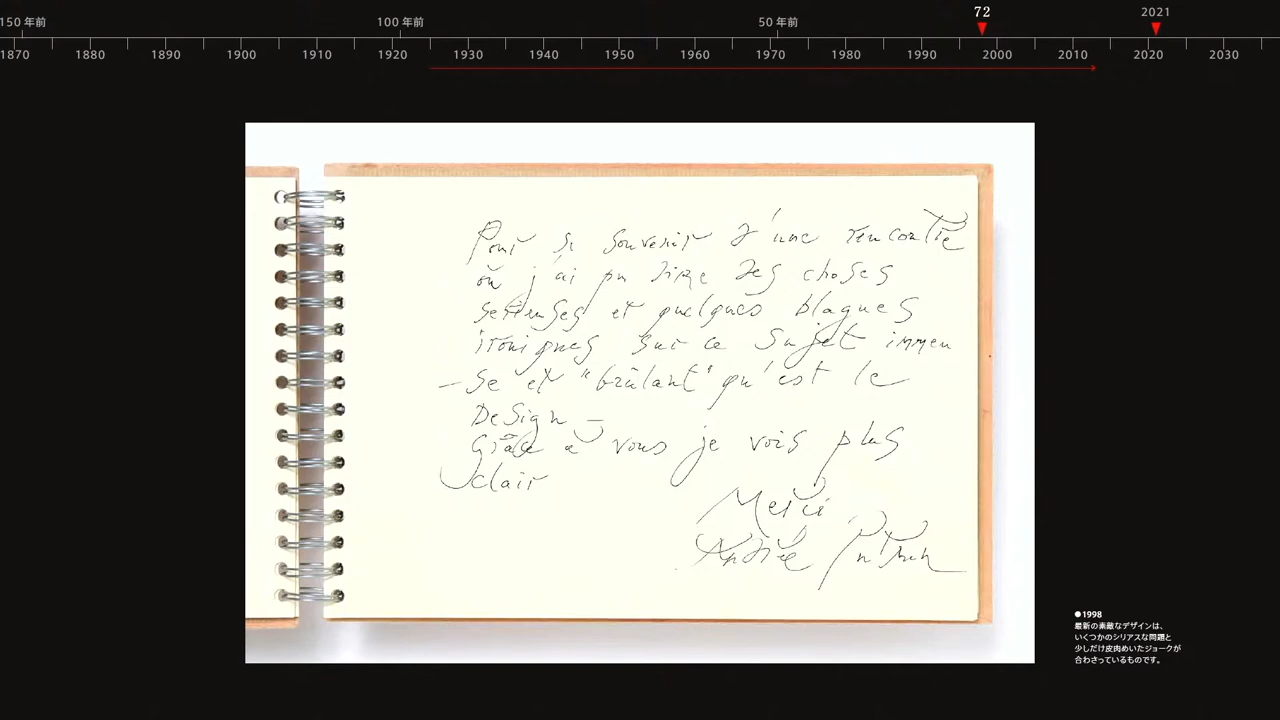 72
2021
150 年前
100 年前
50 年前
1870 1880 1890 1900 1910 1920 1930 1940 1950 1960 1970 1980 1990 2000 2010 2020 2030
Pour se souvenir d'une rencontre
où j'ai pu dire des choses
sérieuses et quelques blagues
ironiques sur ce sujet immen
- se et "brûlant" qu'est le
Design -
Grâce à vous je vois plus
clair
Merci
Andrée Putman
●1998
最新の素敵なデザインは、
いくつかのシリアスな問題と
少しだけ皮肉めいたジョークが
合わさっているものです。